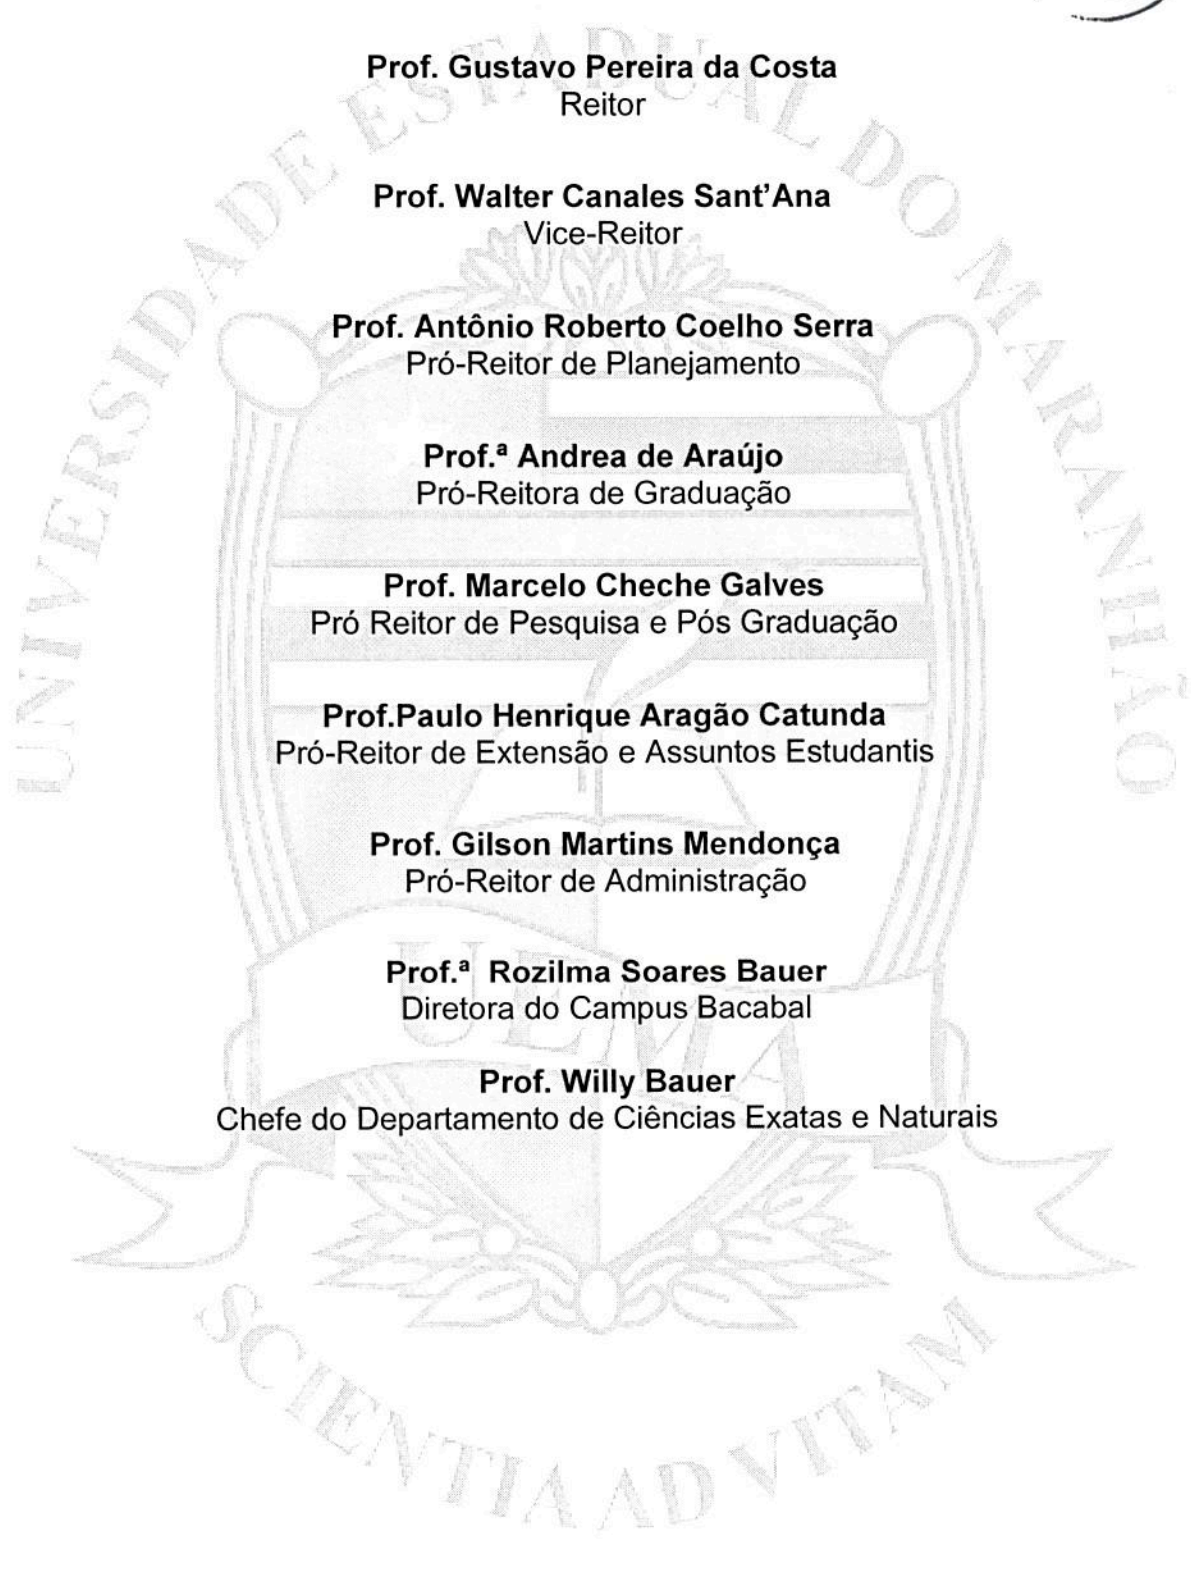 UNIVERSIDADE ESTADUAL DO MARANHÃO
Prof. Gustavo Pereira da Costa
Reitor
Prof. Walter Canales Sant'Ana
Vice-Reitor
Prof. Antônio Roberto Coelho Serra
Pró-Reitor de Planejamento
Prof.ª Andrea de Araújo
Pró-Reitora de Graduação
Prof. Marcelo Cheche Galves
Pró Reitor de Pesquisa e Pós Graduação
Prof.Paulo Henrique Aragão Catunda
Pró-Reitor de Extensão e Assuntos Estudantis
Prof. Gilson Martins Mendonça
Pró-Reitor de Administração
Prof.ª Rozilma Soares Bauer
Diretora do Campus Bacabal
UEMA
Prof. Willy Bauer
Chefe do Departamento de Ciências Exatas e Naturais
SCIENTIA AD VITAM